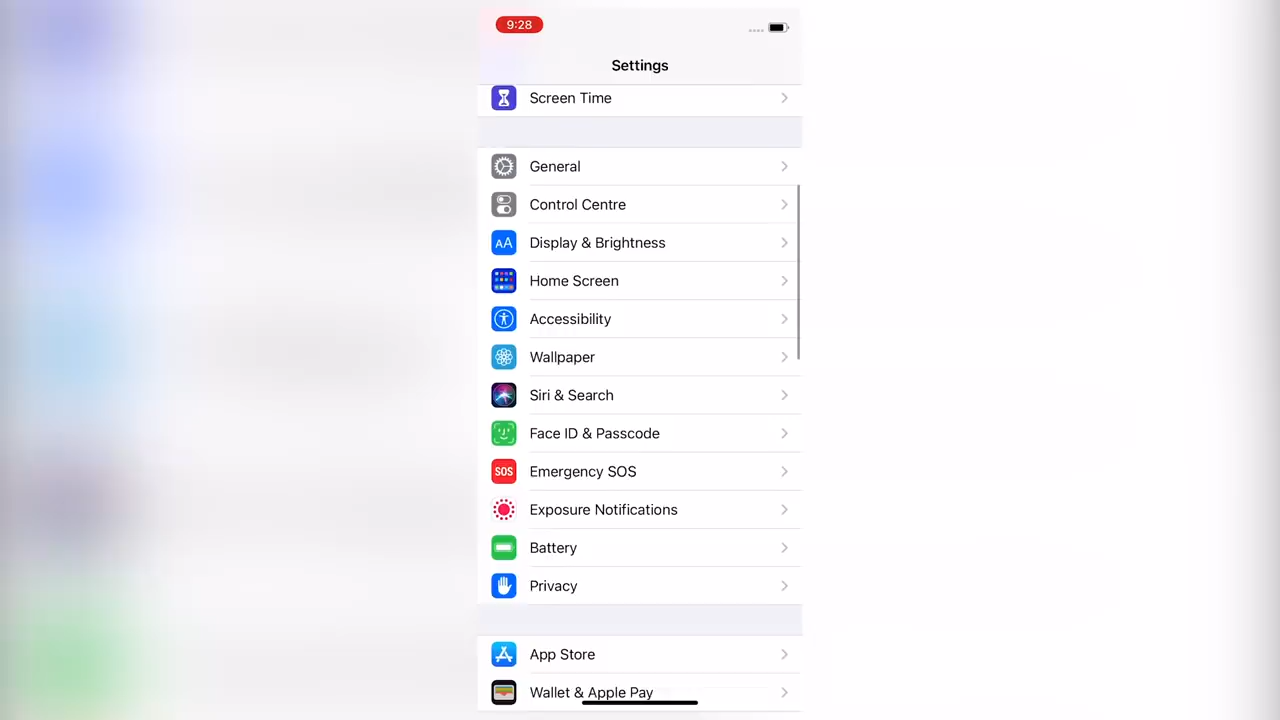 9:28
Settings
Screen Time
General
Control Centre
AA Display & Brightness
Home Screen
Accessibility
Wallpaper
Siri & Search
Face ID & Passcode
SOS Emergency SOS
Exposure Notifications
Battery
Privacy
App Store
Wallet & Apple Pay